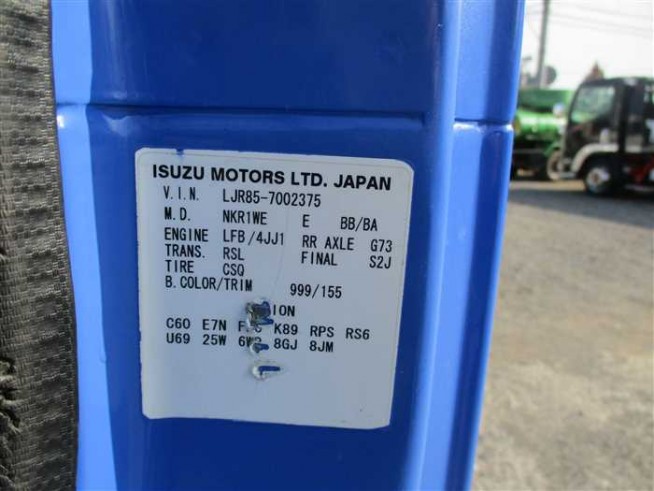 ISUZU MOTORS LTD. JAPAN
V.I.N. LJR85-7002375
M.D. NKR1WE E BB/BA
ENGINE LFB/4JJ1 RR AXLE G73
TRANS. RSL FINAL S2J
TIRE CSQ
B.COLOR/TRIM 999/155
C60 E7N K89 RPS RS6
U69 25W 8GJ 8JM